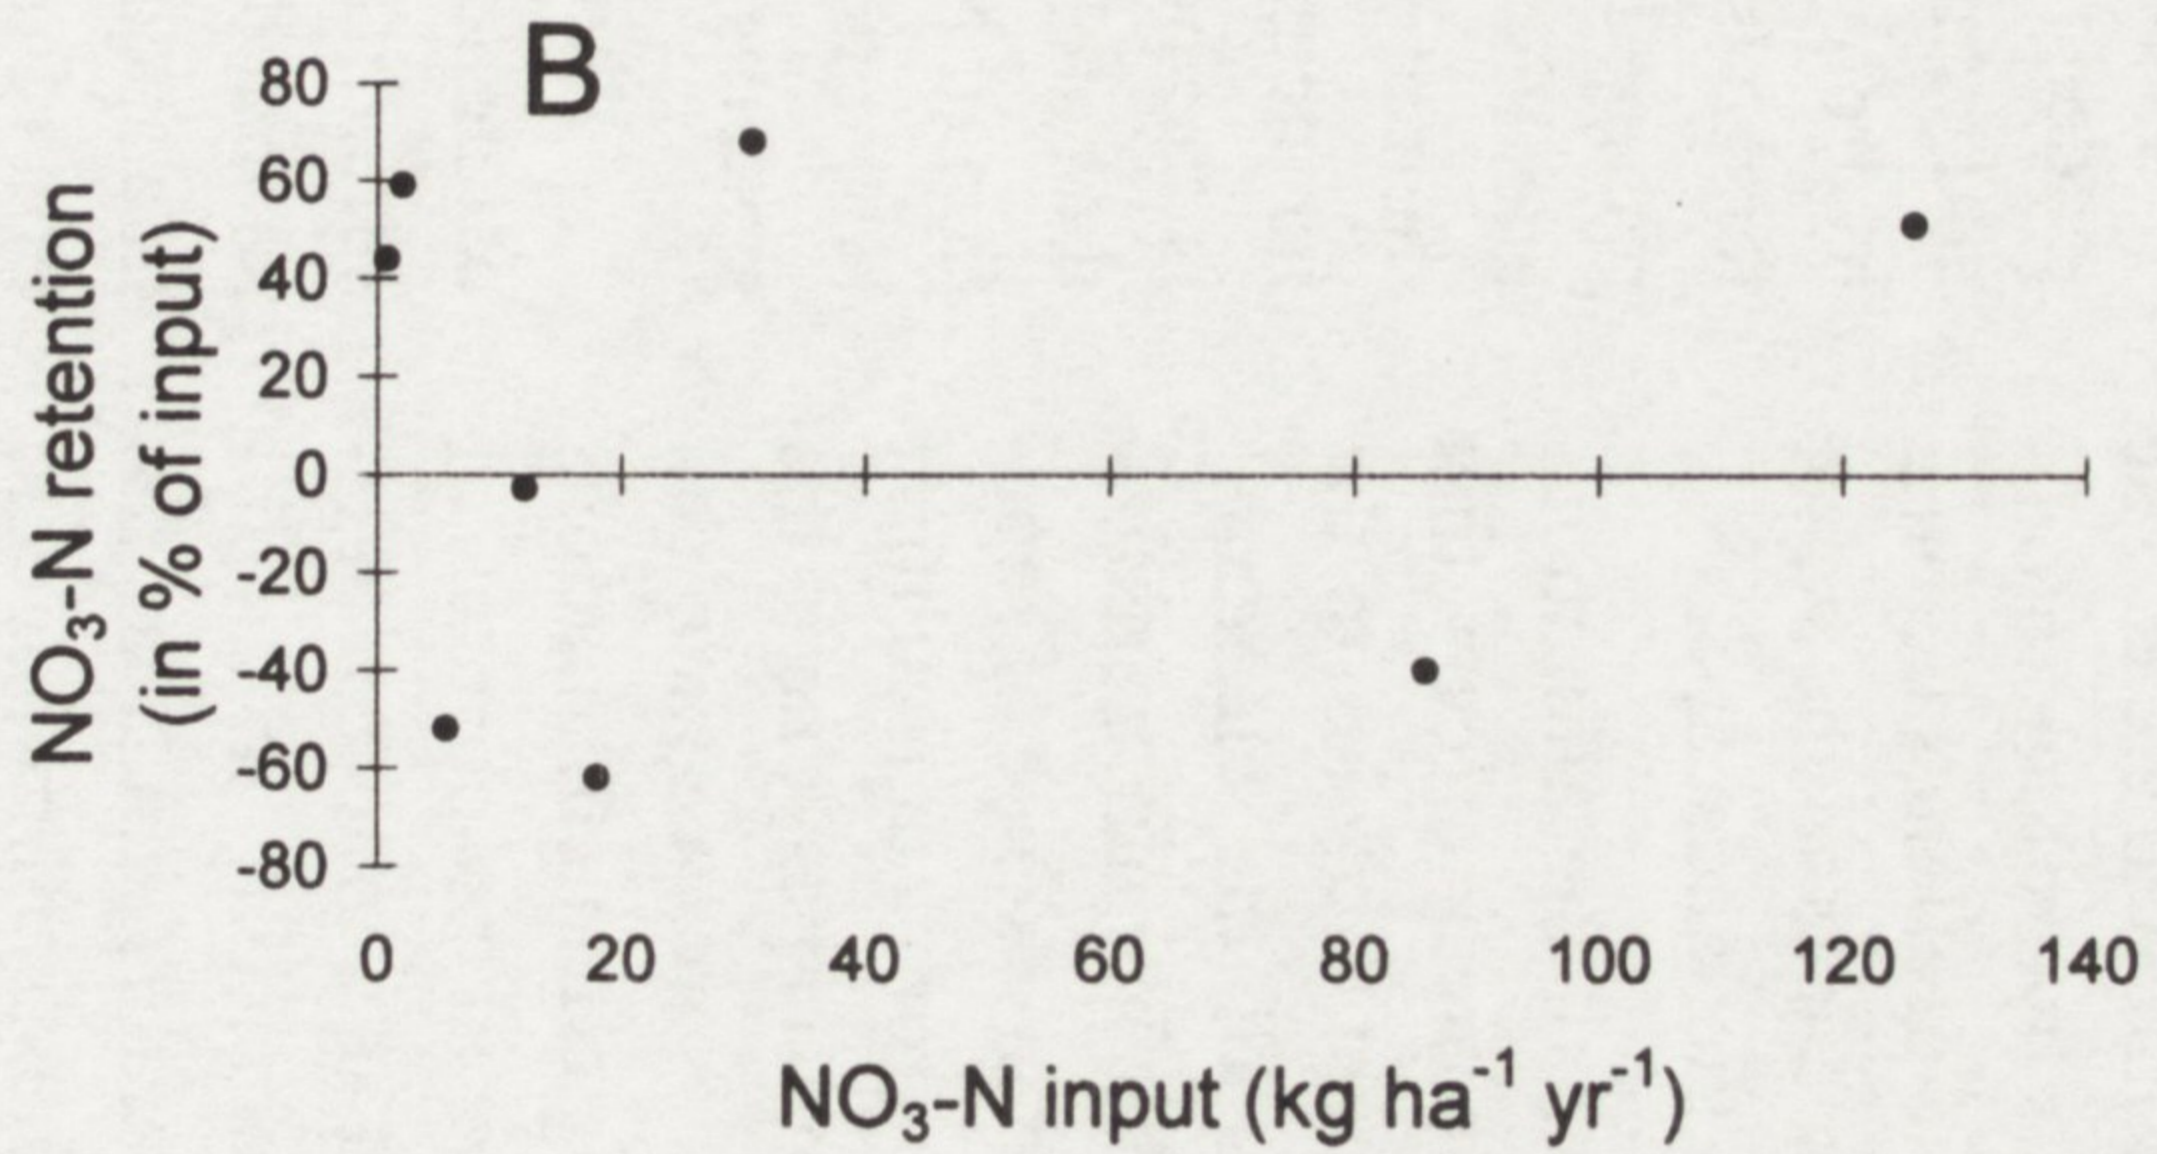 B
80
60
40
20
0
-20
-40
-60
-80
NO₃-N retention
(in % of input)
0 20 40 60 80 100 120 140
NO₃-N input (kg ha⁻¹ yr⁻¹)